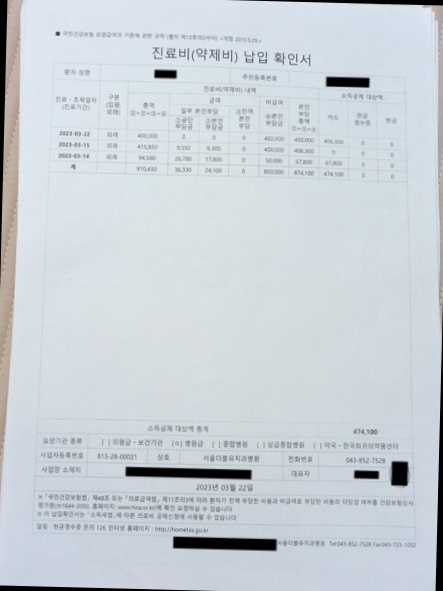 ■ 국민건강보험 요양급여의 기준에 관한 규칙 [별지 제12호의2서식] <개정 2015.5.29.>
진료비(약제비) 납입 확인서
환자 성명 주민등록번호
진료·조제일자 (진료기간) 구분 (입원, 외래) 진료비(약제비) 내역 소득공제 대상액
총액 ①+②+③+④ 급여 비급여 본인 부담 총액 ②+③+④ 카드 현금 영수증 현금
일부 본인부담 ③전액 본인 부담 ④본인 부담금
①공단 부담금 ②본인 부담금
2023-03-22 외래 400,000 0 0 0 400,000 400,000 406,300 0 0
2023-03-15 외래 415,850 9,550 6,300 0 400,000 406,300 0 0 0
2023-03-14 외래 94,580 26,780 17,800 0 50,000 67,800 67,800 0 0
계 910,430 36,330 24,100 0 850,000 874,100 474,100 0 0
소득공제 대상액 총계 474,100
요양기관 종류 [ ] 의원급·보건기관 [○] 병원급 [ ] 종합병원 [ ] 상급종합병원 [ ] 약국·한국희귀의약품센터
사업자등록번호 813-28-00021 상호 서울더블유치과병원 전화번호 043-852-7528
사업장 소재지 대표자
2023년 03월 22일
※ 「국민건강보험법」 제48조 또는 「의료급여법」 제11조의3에 따라 환자가 전액 부담한 비용과 비급여로 부담한 비용의 타당성 여부를 건강보험심사
평가원(☎1644-2000, 홈페이지: www.hira.or.kr)에 확인 요청하실 수 있습니다.
※ 이 납입확인서는 「소득세법」에 따른 의료비 공제신청에 사용할 수 있습니다.
알림 : 현금영수증 문의 126 인터넷 홈페이지 : http://hometax.go.kr
서울더블유치과병원 Tel:043-852-7528 Fax:043-723-1032